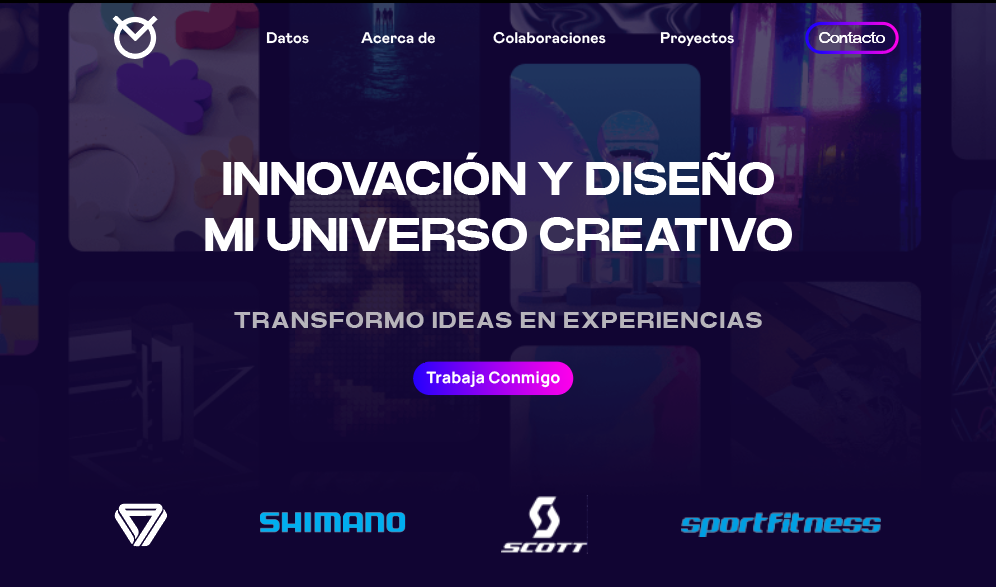 Datos
Acerca de
Colaboraciones
Proyectos
Contacto
INNOVACIÓN Y DISEÑO
MI UNIVERSO CREATIVO
TRANSFORMO IDEAS EN EXPERIENCIAS
Trabaja Conmigo
SHIMANO
SCOTT
sportfitness